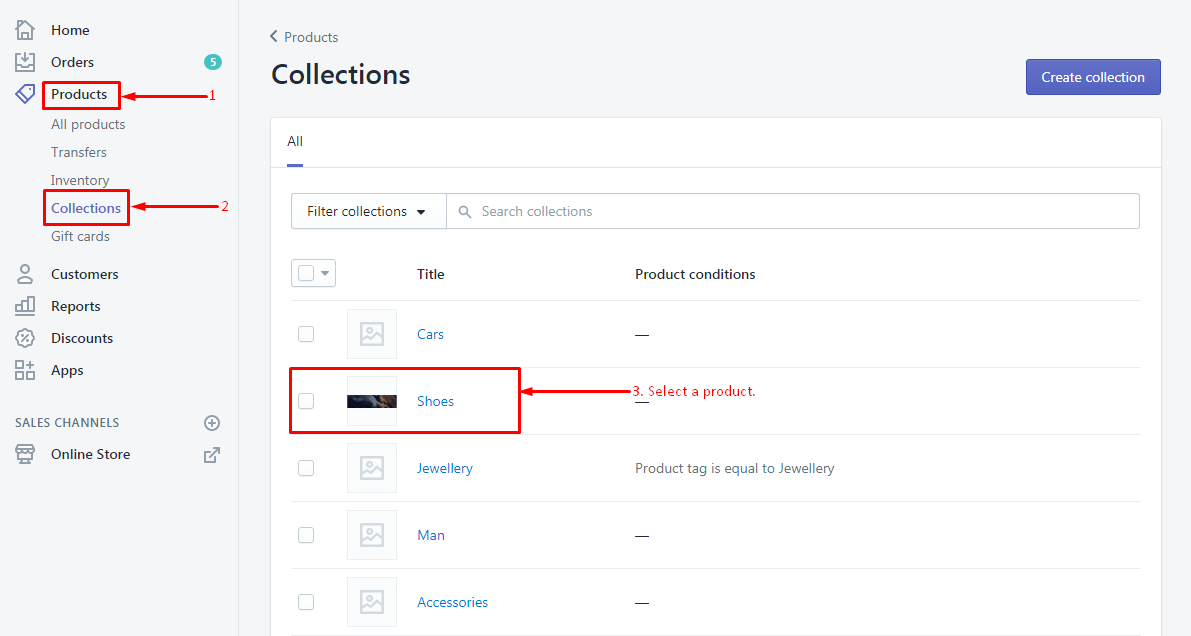 Home
Orders 5
Products 1
All products
Transfers
Inventory
Collections 2
Gift cards
Customers
Reports
Discounts
Apps
SALES CHANNELS
Online Store
Products
Collections
Create collection
All
Filter collections Search collections
Title Product conditions
Cars —
Shoes —
3. Select a product.
Jewellery Product tag is equal to Jewellery
Man —
Accessories —